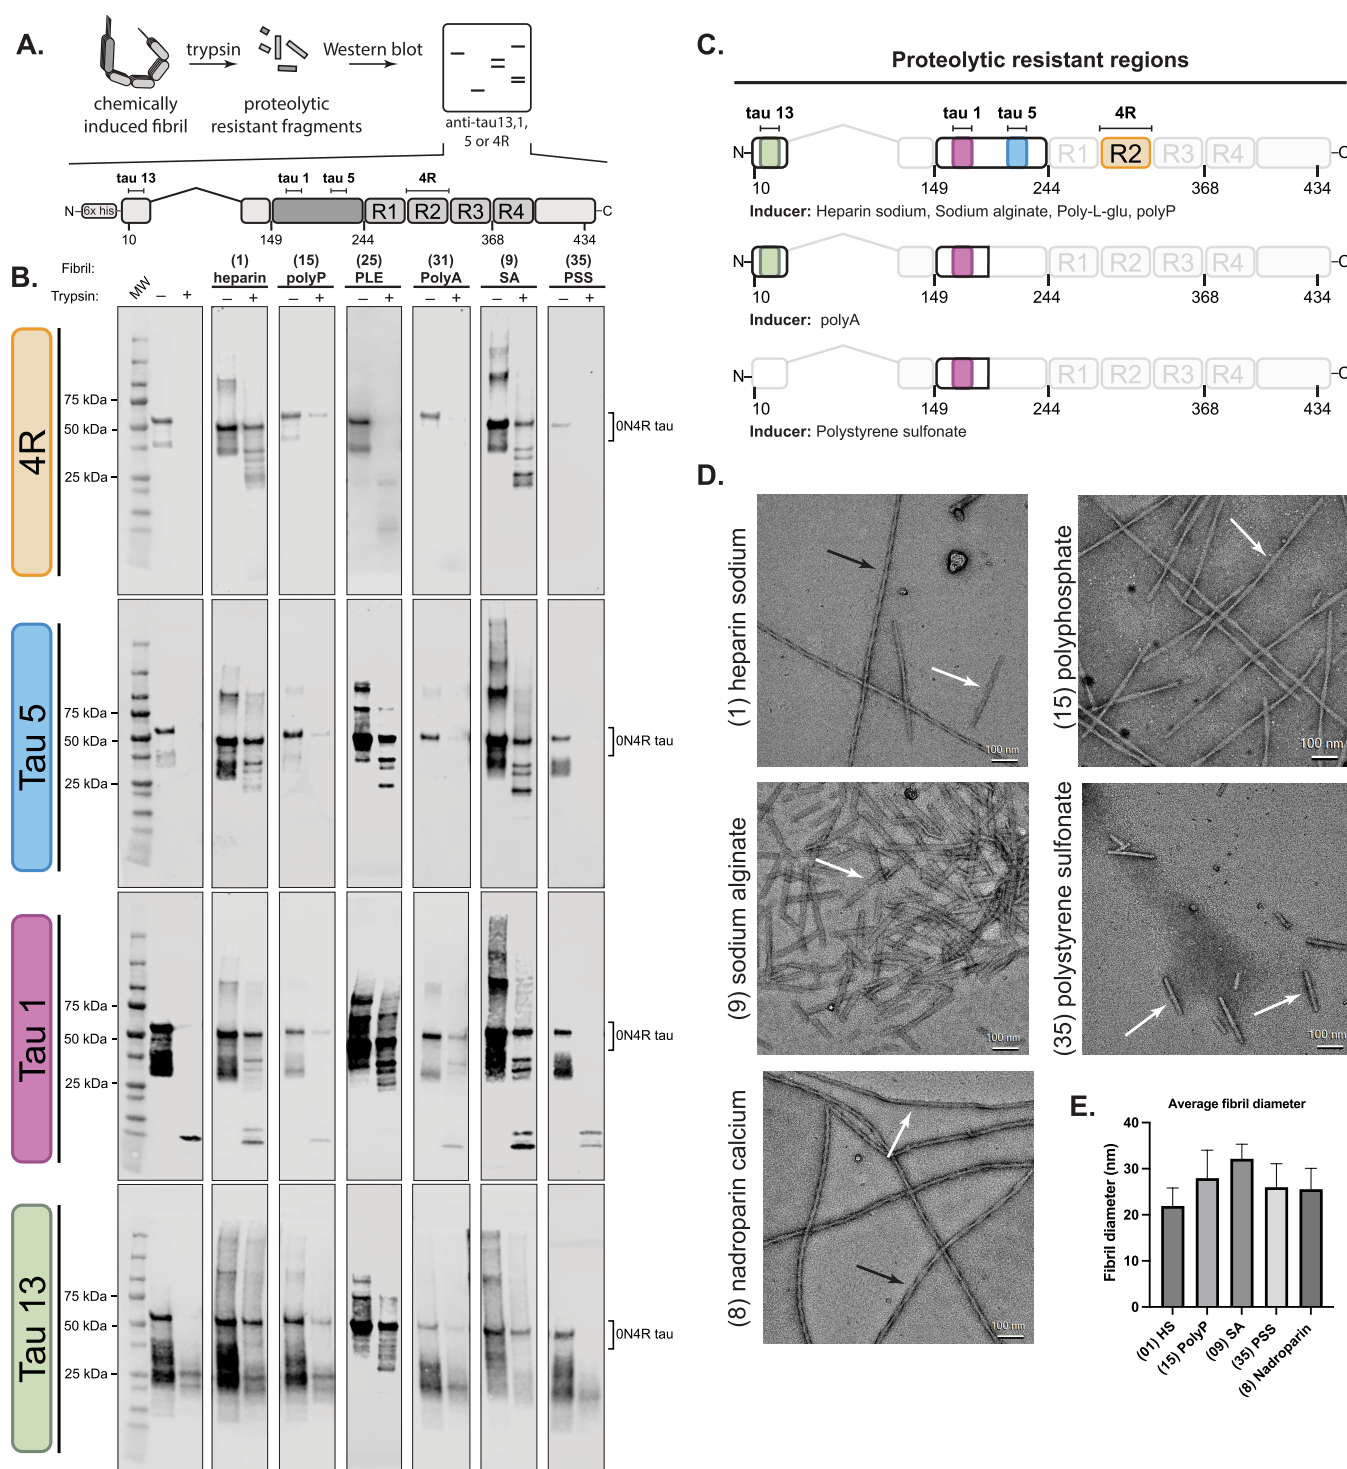 A.
trypsin
Western blot
chemically
induced fibril
proteolytic
resistant fragments
anti-tau13,1,
5 or 4R
tau 13
tau 1
tau 5
4R
N
6x his
R1
R2
R3
R4
C
10
149
244
368
434
B.
Fibril:
(1)
heparin
(15)
polyP
(25)
PLE
(31)
PolyA
(9)
SA
(35)
PSS
Trypsin:
MW
– +
– +
– +
– +
– +
– +
– +
4R
75 kDa
50 kDa
25 kDa
0N4R tau
Tau 5
75 kDa
50 kDa
25 kDa
0N4R tau
Tau 1
75 kDa
50 kDa
25 kDa
0N4R tau
Tau 13
75 kDa
50 kDa
25 kDa
0N4R tau
C.
Proteolytic resistant regions
tau 13
tau 1
tau 5
4R
N
R1
R2
R3
R4
C
10
149
244
368
434
Inducer: Heparin sodium, Sodium alginate, Poly-L-glu, polyP
N
R1
R2
R3
R4
C
10
149
244
368
434
Inducer: polyA
N
R1
R2
R3
R4
C
10
149
244
368
434
Inducer: Polystyrene sulfonate
D.
(1) heparin sodium
100 nm
(15) polyphosphate
100 nm
(9) sodium alginate
100 nm
(35) polystyrene sulfonate
100 nm
(8) nadroparin calcium
100 nm
E.
Average fibril diameter
Fibril diameter (nm)
40
30
20
10
0
(01) HS
(15) PolyP
(09) SA
(35) PSS
(8) Nadroparin